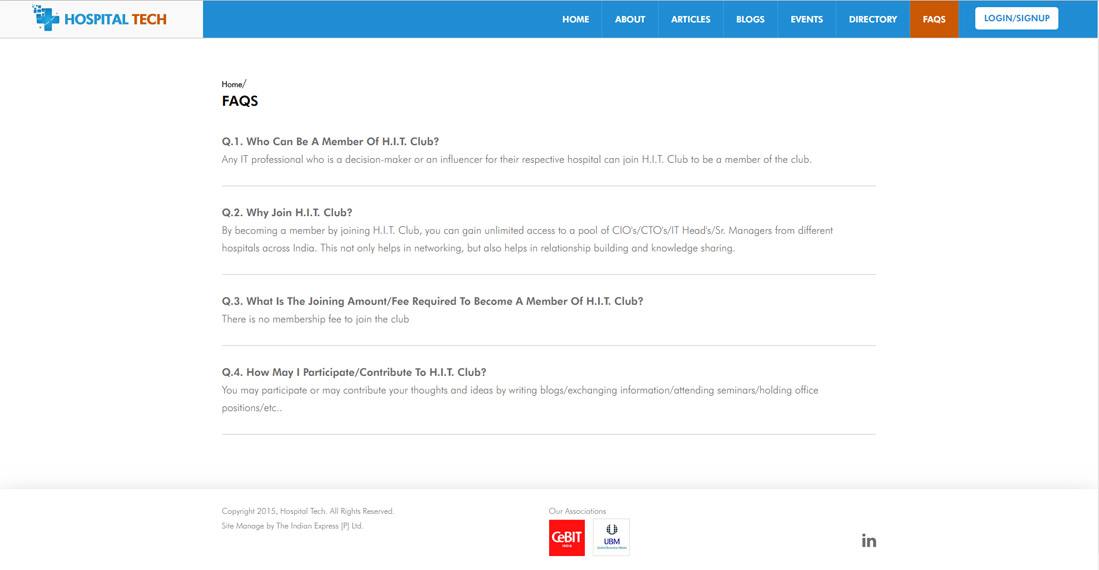 HOSPITAL TECH
HOME
ABOUT
ARTICLES
BLOGS
EVENTS
DIRECTORY
FAQS
LOGIN/SIGNUP
Home/
FAQS
Q.1. Who Can Be A Member Of H.I.T. Club?
Any IT professional who is a decision-maker or an influencer for their respective hospital can join H.I.T. Club to be a member of the club.
Q.2. Why Join H.I.T. Club?
By becoming a member by joining H.I.T. Club, you can gain unlimited access to a pool of CIO's/CTO's/IT Head's/Sr. Managers from different
hospitals across India. This not only helps in networking, but also helps in relationship building and knowledge sharing.
Q.3. What Is The Joining Amount/Fee Required To Become A Member Of H.I.T. Club?
There is no membership fee to join the club
Q.4. How May I Participate/Contribute To H.I.T. Club?
You may participate or may contribute your thoughts and ideas by writing blogs/exchanging information/attending seminars/holding office
positions/etc..
Copyright 2015, Hospital Tech. All Rights Reserved.
Site Manage by The Indian Express [P] Ltd.
Our Associations
CeBIT
INDIA
UBM
in